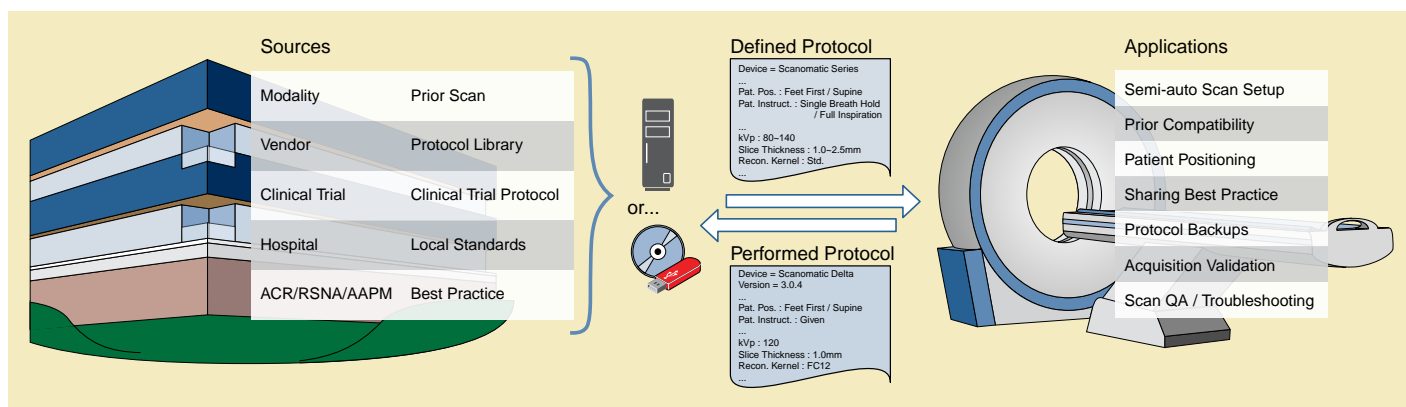 Sources
Modality Prior Scan
Vendor Protocol Library
Clinical Trial Clinical Trial Protocol
Hospital Local Standards
ACR/RSNA/AAPM Best Practice
or...
Defined Protocol
Device = Scanomatic Series
...
Pat. Pos. : Feet First / Supine
Pat. Instruct. : Single Breath Hold
/ Full Inspiration
...
kVp : 80~140
Slice Thickness : 1.0~2.5mm
Recon. Kernel : Std.
...
Performed Protocol
Device = Scanomatic Delta
Version = 3.0.4
...
Pat. Pos. : Feet First / Supine
Pat. Instruct. : Given
...
kVp : 120
Slice Thickness : 1.0mm
Recon. Kernel : FC12
...
Applications
Semi-auto Scan Setup
Prior Compatibility
Patient Positioning
Sharing Best Practice
Protocol Backups
Acquisition Validation
Scan QA / Troubleshooting